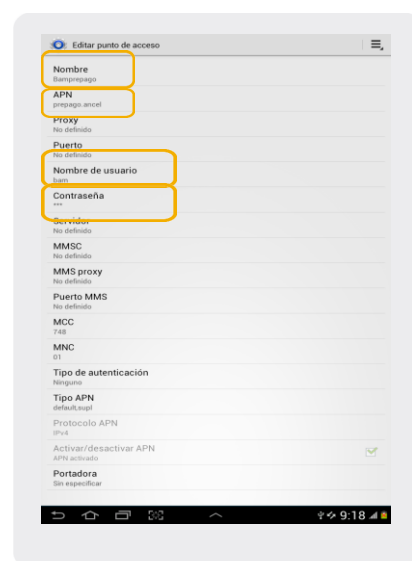 Editar punto de acceso
Nombre
Bamprepago
APN
prepago.ancel
Proxy
No definido
Puerto
No definido
Nombre de usuario
bam
Contraseña
***
Servidor
No definido
MMSC
No definido
MMS proxy
No definido
Puerto MMS
No definido
MCC
748
MNC
01
Tipo de autenticación
Ninguno
Tipo APN
default,supl
Protocolo APN
IPv4
Activar/desactivar APN
APN activado
Portadora
Sin especificar
9:18